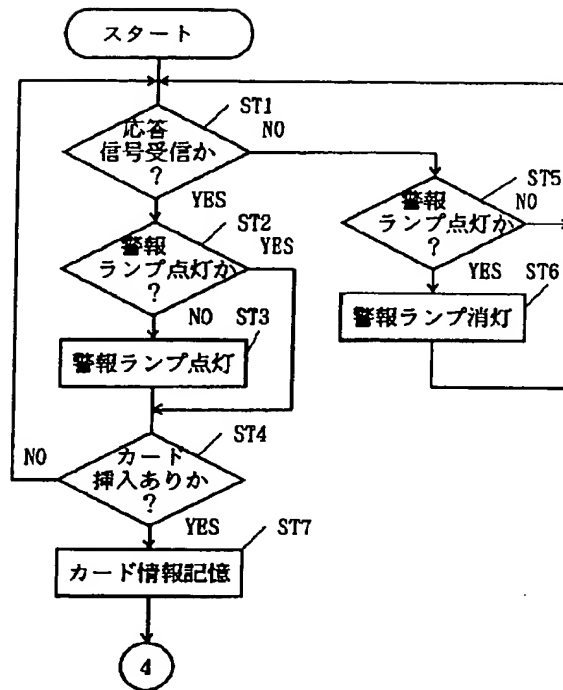 スタート
ST1
応答
信号受信か
?
NO
YES
ST2
警報
ランプ点灯か
?
YES
NO
ST3
警報ランプ点灯
ST4
カード
挿入ありか
?
NO
YES
ST7
カード情報記憶
4
ST5
警報
ランプ点灯か
?
NO
YES
ST6
警報ランプ消灯